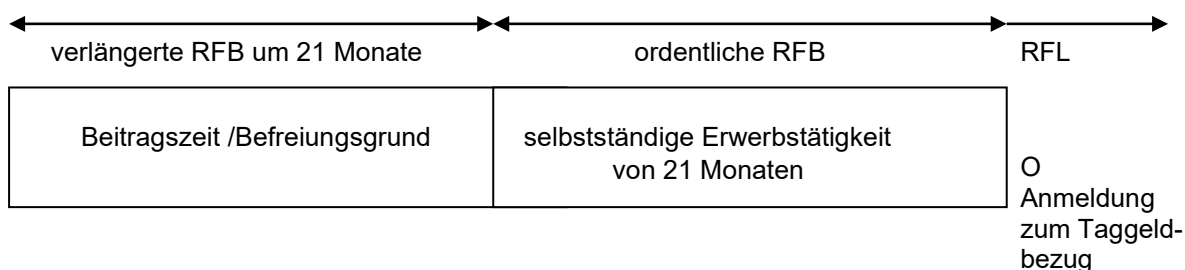 verlängerte RFB um 21 Monate
ordentliche RFB
RFL
Beitragszeit /Befreiungsgrund
selbstständige Erwerbstätigkeit
von 21 Monaten
O
Anmeldung
zum Taggeld-
bezug